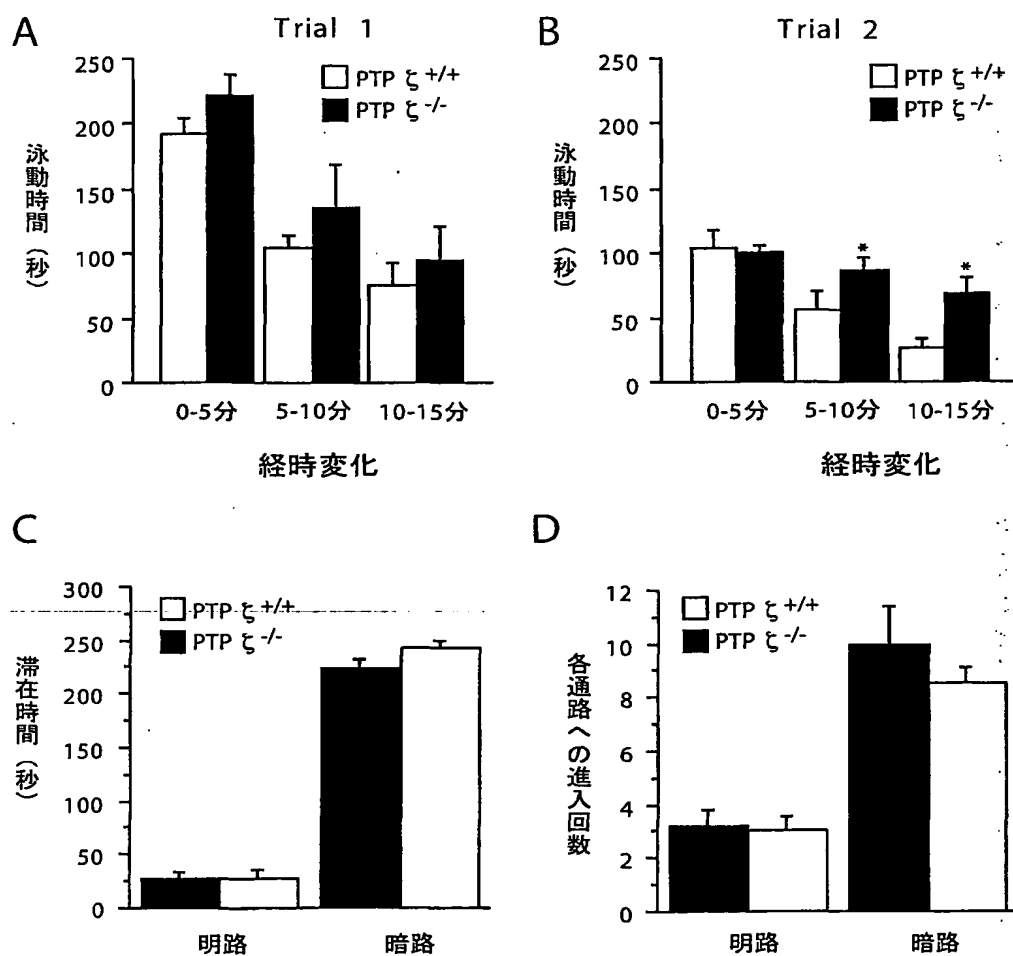 A
Trial 1
250
200
150
100
50
0
泳動時間(秒)
PTP ζ +/+
PTP ζ -/-
0-5分
5-10分
10-15分
経時変化
B
Trial 2
250
200
150
100
50
0
泳動時間(秒)
PTP ζ +/+
PTP ζ -/-
*
*
0-5分
5-10分
10-15分
経時変化
C
300
250
200
150
100
50
0
滞在時間(秒)
PTP ζ +/+
PTP ζ -/-
明路
暗路
D
12
10
8
6
4
2
0
各通路への進入回数
PTP ζ +/+
PTP ζ -/-
明路
暗路